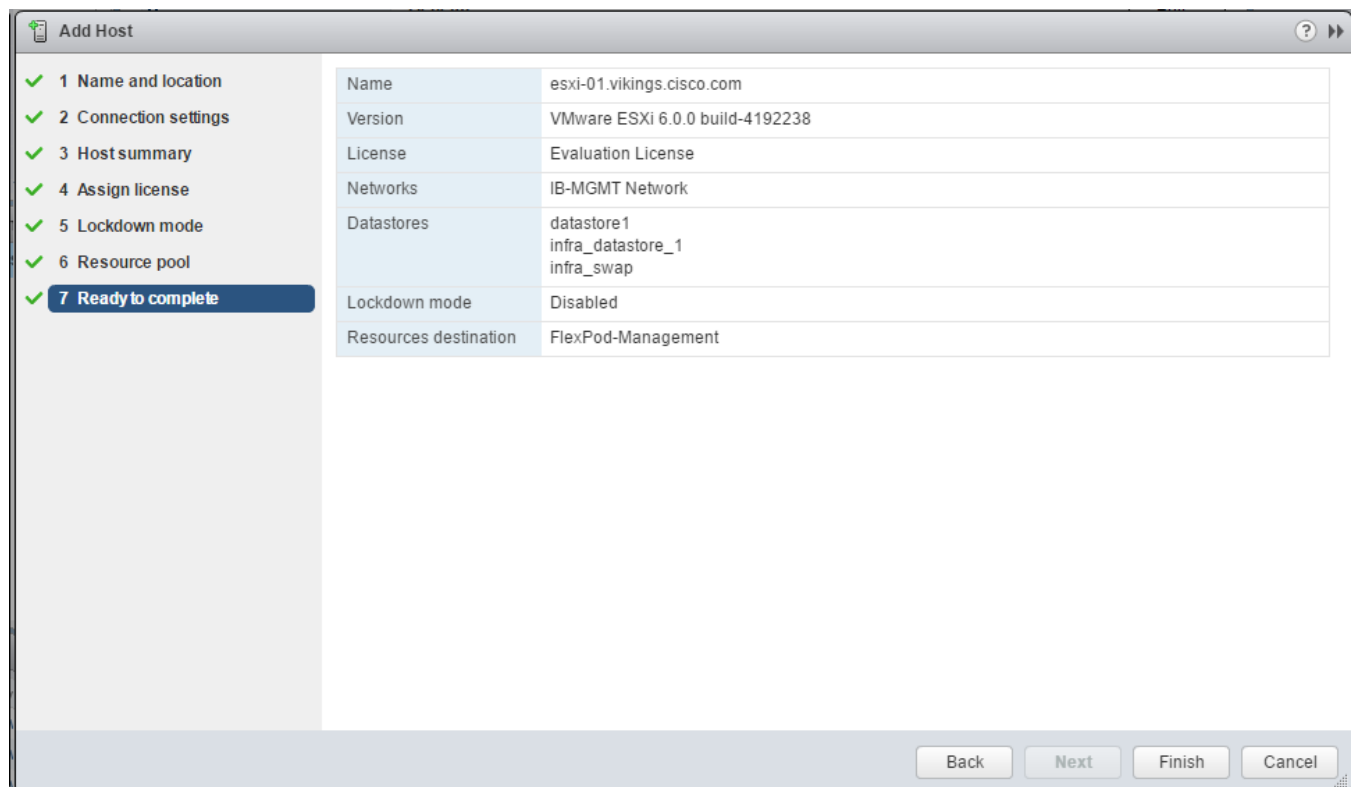 Add Host
?
1 Name and location
2 Connection settings
3 Host summary
4 Assign license
5 Lockdown mode
6 Resource pool
7 Ready to complete
Name esxi-01.vikings.cisco.com
Version VMware ESXi 6.0.0 build-4192238
License Evaluation License
Networks IB-MGMT Network
Datastores datastore1
infra_datastore_1
infra_swap
Lockdown mode Disabled
Resources destination FlexPod-Management
Back Next Finish Cancel